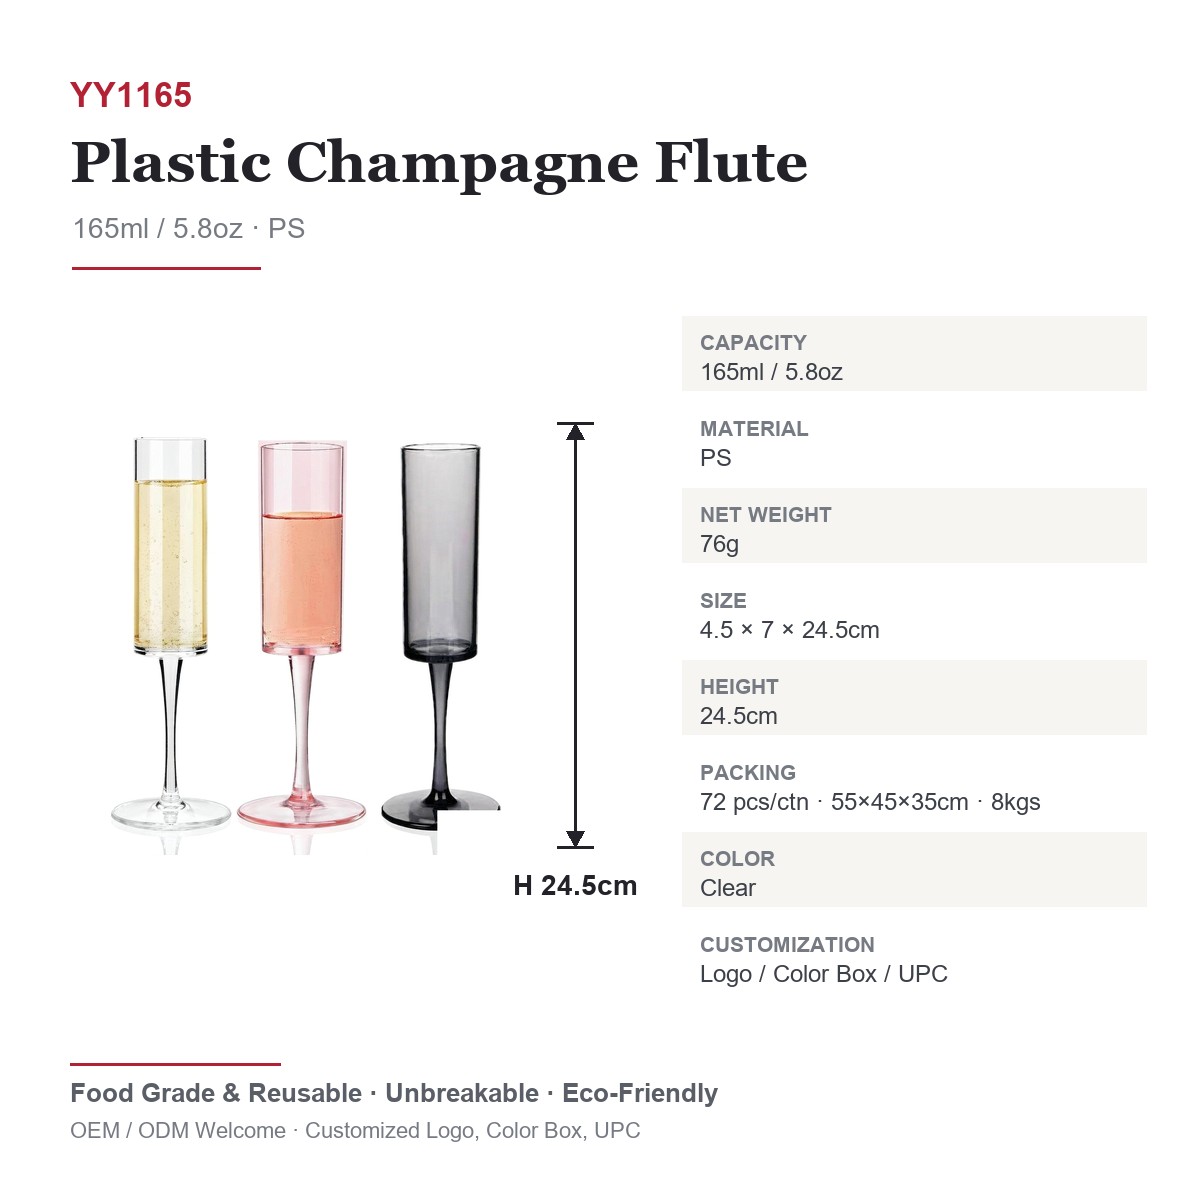 YY1165
Plastic Champagne Flute
165ml / 5.8oz · PS
CAPACITY
165ml / 5.8oz
MATERIAL
PS
NET WEIGHT
76g
SIZE
4.5 × 7 × 24.5cm
HEIGHT
24.5cm
PACKING
72 pcs/ctn · 55×45×35cm · 8kgs
COLOR
Clear
CUSTOMIZATION
Logo / Color Box / UPC
H 24.5cm
Food Grade & Reusable · Unbreakable · Eco-Friendly
OEM / ODM Welcome · Customized Logo, Color Box, UPC